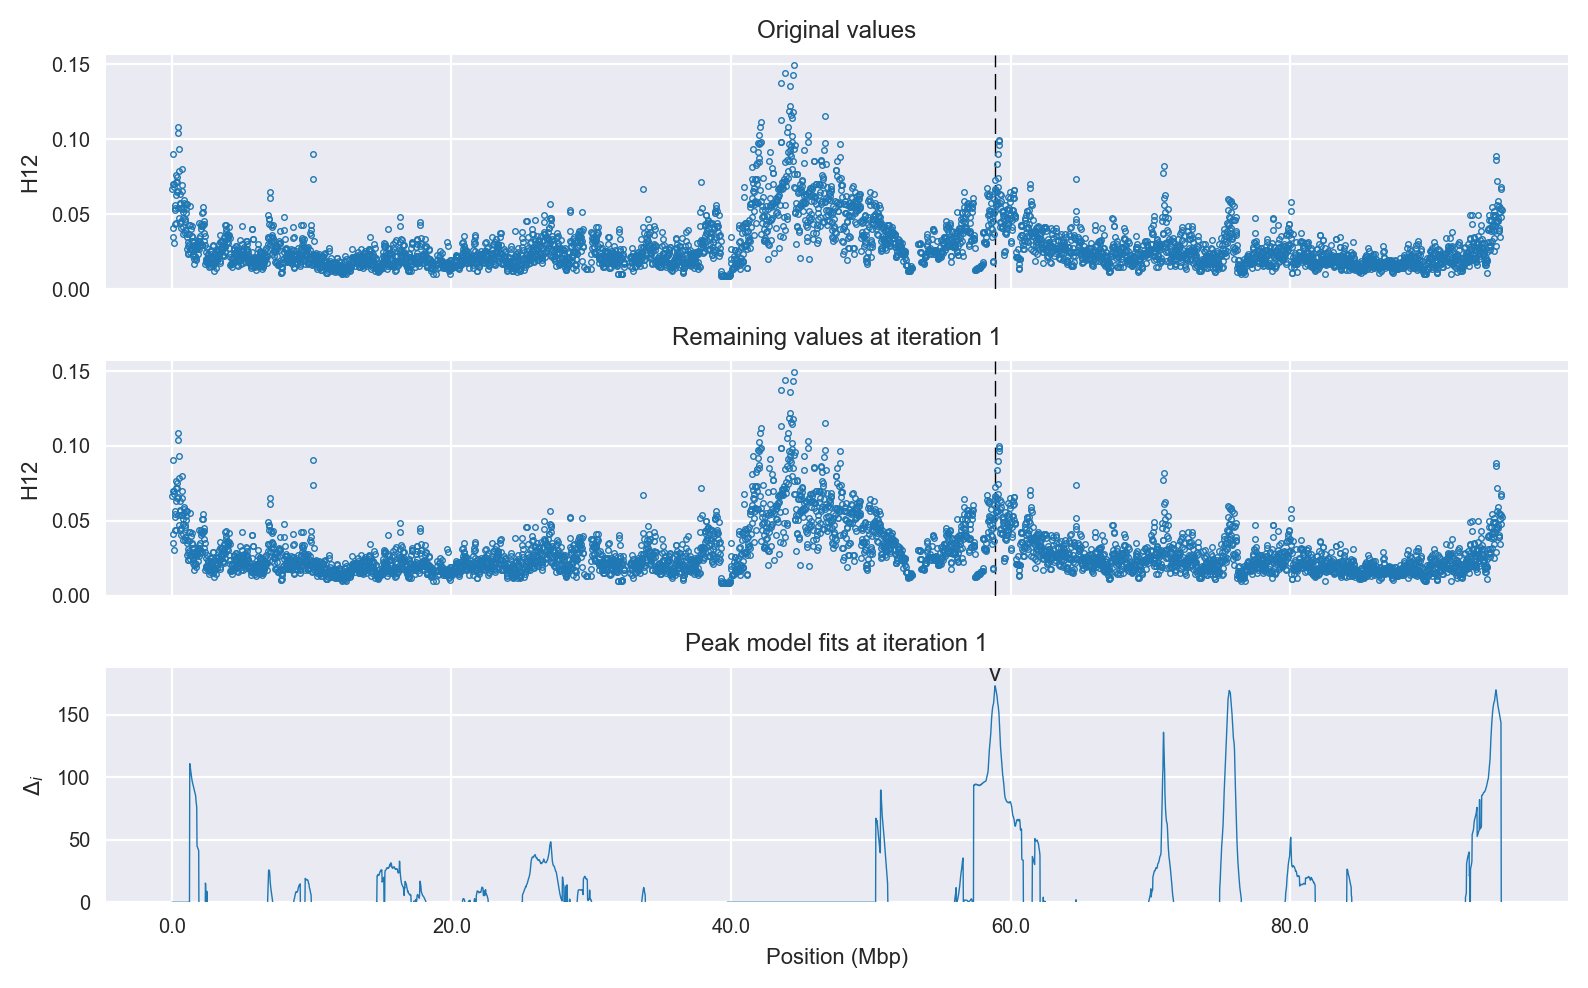 Original values
0.15
0.10
0.05
0.00
H12
Remaining values at iteration 1
0.15
0.10
0.05
0.00
H12
Peak model fits at iteration 1
v
150
100
50
0
Δj
0.0 20.0 40.0 60.0 80.0
Position (Mbp)